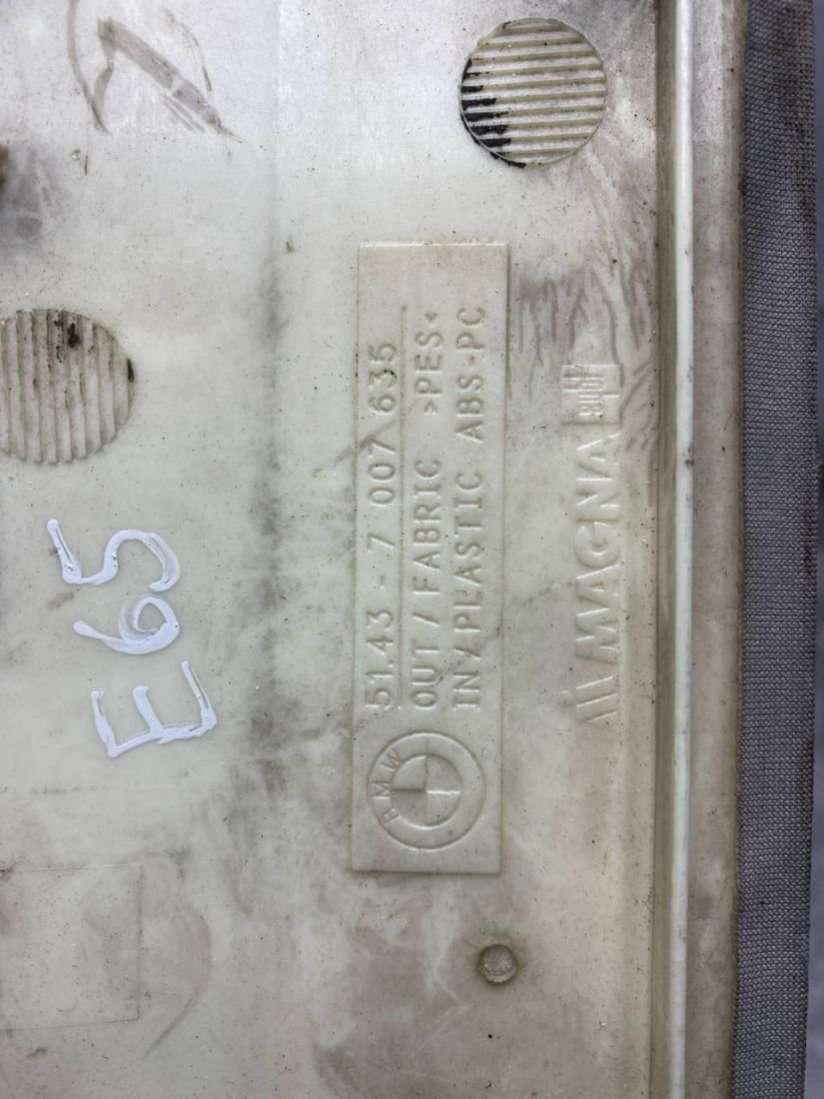 E65
BMW
51.43 - 7 007 635
OUT / FABRIC >PES<
IN/PLASTIC ABS-PC
MAGNA